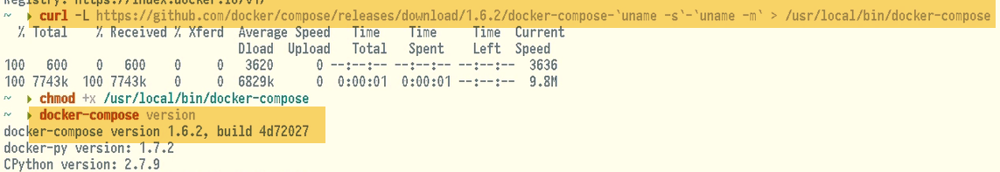 Registry: https://index.docker.io/v1/
~ ▸ curl -L https://github.com/docker/compose/releases/download/1.6.2/docker-compose-`uname -s`-`uname -m` > /usr/local/bin/docker-compose
% Total % Received % Xferd Average Speed Time Time Time Current
Dload Upload Total Spent Left Speed
100 600 0 600 0 0 3620 0 --:--:-- --:--:-- --:--:-- 3636
100 7743k 100 7743k 0 0 6829k 0 0:00:01 0:00:01 --:--:-- 9.8M
~ ▸ chmod +x /usr/local/bin/docker-compose
~ ▸ docker-compose version
docker-compose version 1.6.2, build 4d72027
docker-py version: 1.7.2
CPython version: 2.7.9